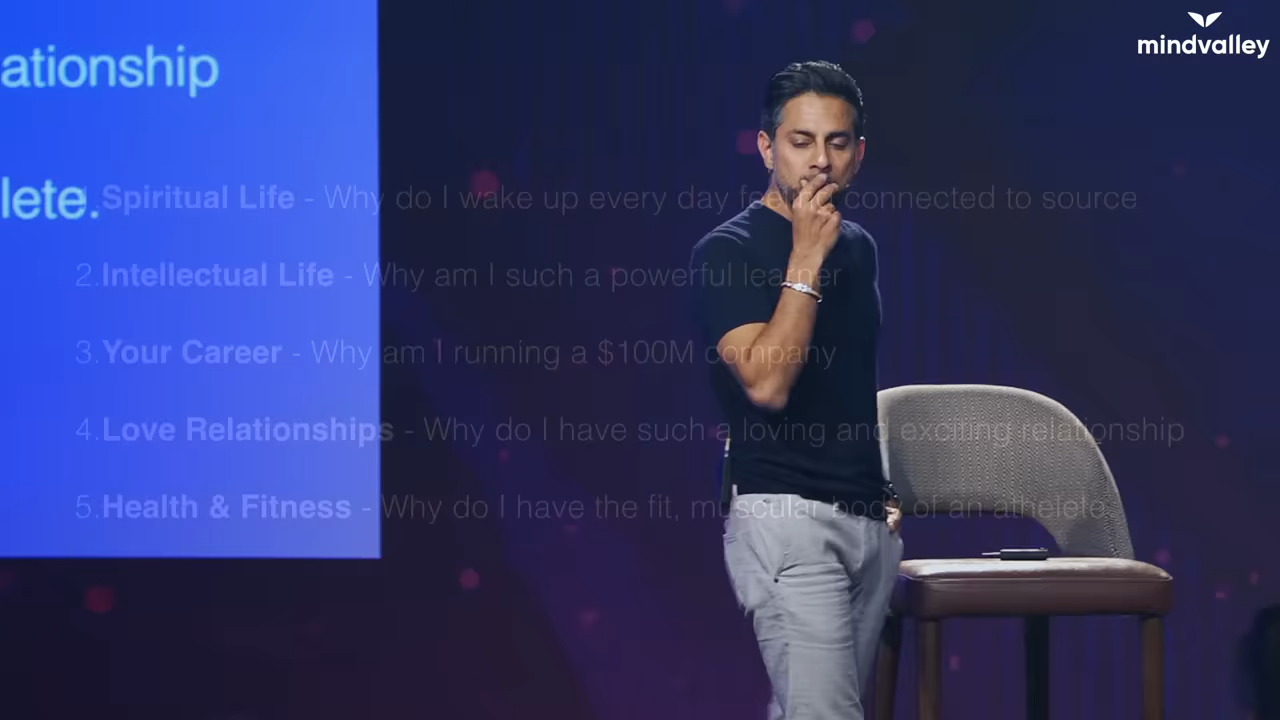 mindvalley
ationship
lete.
Spiritual Life - Why do I wake up every day connected to source
2. Intellectual Life - Why am I such a powerful learner
3. Your Career - Why am I running a $100M company
4. Love Relationships - Why do I have such a loving and exciting relationship
5. Health & Fitness - Why do I have the fit, muscular body of an athelete.